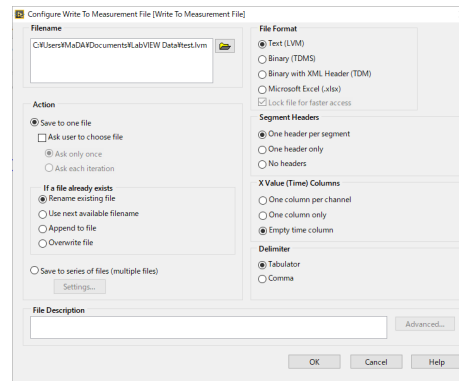 Configure Write To Measurement File [Write To Measurement File]
Filename
C:\Users\MaDA\Documents\LabVIEW Data\test.lvm
Action
Save to one file
Ask user to choose file
Ask only once
Ask each iteration
If a file already exists
Rename existing file
Use next available filename
Append to file
Overwrite file
Save to series of files (multiple files)
Settings...
File Format
Text (LVM)
Binary (TDMS)
Binary with XML Header (TDM)
Microsoft Excel (.xlsx)
Lock file for faster access
Segment Headers
One header per segment
One header only
No headers
X Value (Time) Columns
One column per channel
One column only
Empty time column
Delimiter
Tabulator
Comma
File Description
Advanced...
OK
Cancel
Help